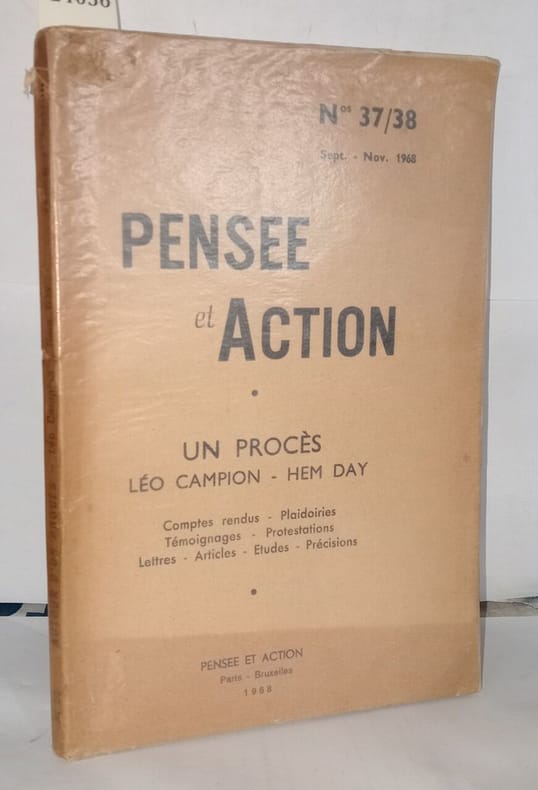 24636
Nos 37/38
Sept. - Nov. 1968
PENSEE
et ACTION
UN PROCÈS
LÉO CAMPION - HEM DAY
Comptes rendus - Plaidoiries
Témoignages - Protestations
Lettres - Articles - Etudes - Précisions
PENSEE ET ACTION
Paris - Bruxelles
1968